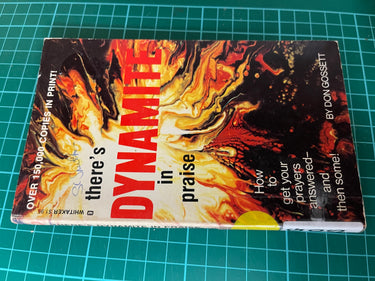 OVER 150,000 COPIES IN PRINT!
there's
DYNAMITE
in
praise
How
to
get your
prayers
answered–
and
then some!
BY DON GOSSETT
WHITAKER $1.95